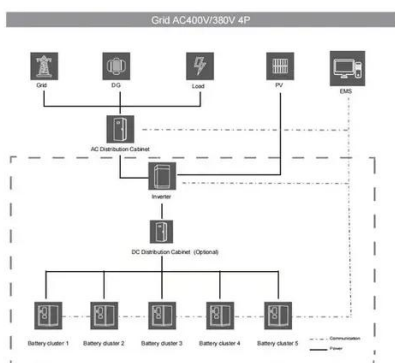 Grid AC400V/380V 4P
Grid
DG
Load
PV
EMS
AC Distribution Cabinet
Inverter
DC Distribution Cabinet (Optional)
Battery cluster 1
Battery cluster 2
Battery cluster 3
Battery cluster 4
Battery cluster 5
Communication
Power